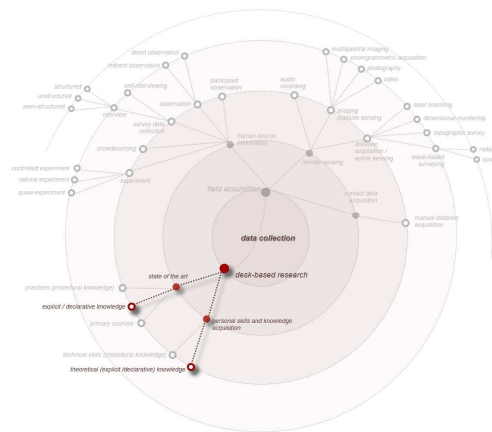 direct observation
indirect observation
self-interviewing
structured
unstructured
semi-structured
interview
survey data
collection
observation
participant
observation
audio
recording
multispectral imaging
photogrammetric acquisition
photography
video
imaging
/passive sensing
laser scanning
dimensional monitoring
topographic survey
distance
acquisition /
active sensing
wave-based
surveying
crowdsourcing
human-source
information
remote sensing
controlled experiment
natural experiment
quasi-experiment
experiment
field acquisition
contact data
acquisition
manual distance
acquisition
data collection
desk-based research
state of the art
practices (procedural knowledge)
explicit / declarative knowledge
primary sources
personal skills and knowledge
acquisition
technical skills (procedural knowledge)
theoretical (explicit /declarative) knowledge